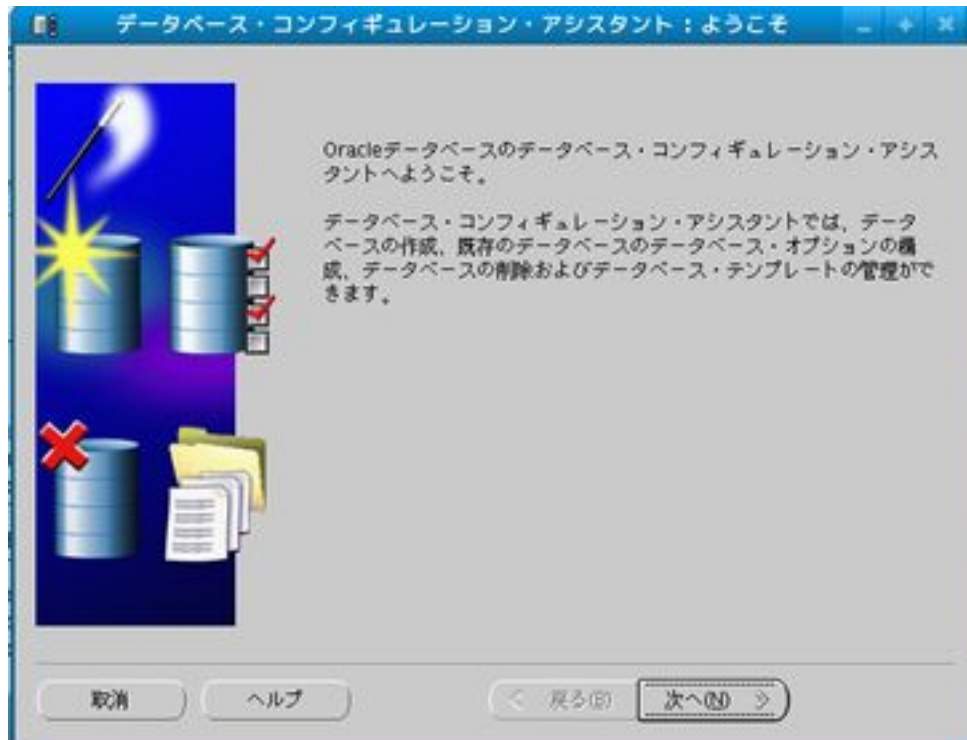 データベース・コンフィギュレーション・アシスタント：ようこそ
Oracleデータベースのデータベース・コンフィギュレーション・アシス
タントへようこそ。
データベース・コンフィギュレーション・アシスタントでは、データ
ベースの作成、既存のデータベースのデータベース・オプションの構
成、データベースの削除およびデータベース・テンプレートの管理がで
きます。
取消
ヘルプ
戻る(B)
次へ(N)